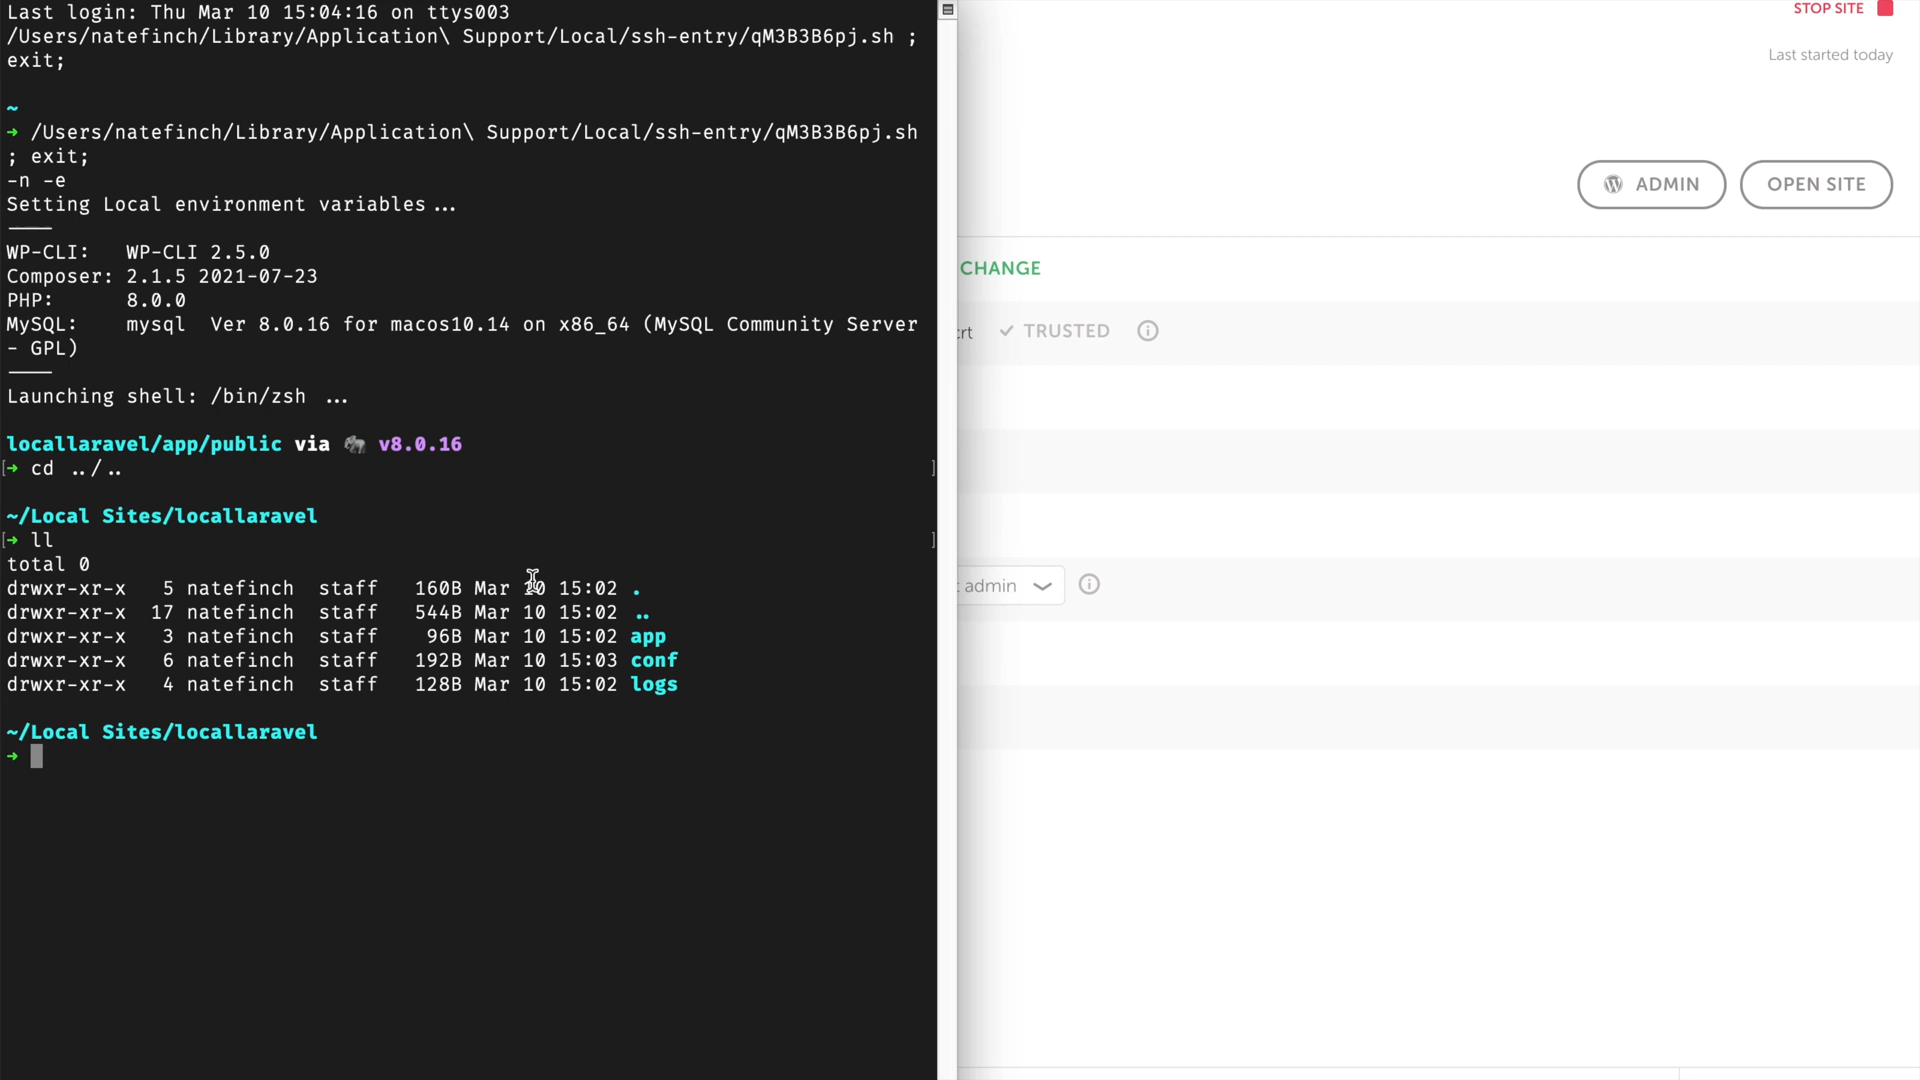 Last login: Thu Mar 10 15:04:16 on ttys003
/Users/natefinch/Library/Application\ Support/Local/ssh-entry/qM3B3B6pj.sh ;
exit;
~
➜ /Users/natefinch/Library/Application\ Support/Local/ssh-entry/qM3B3B6pj.sh
; exit;
-n -e
Setting Local environment variables...
----
WP-CLI:   WP-CLI 2.5.0
Composer: 2.1.5 2021-07-23
PHP:      8.0.0
MySQL:    mysql  Ver 8.0.16 for macos10.14 on x86_64 (MySQL Community Server
- GPL)
----
Launching shell: /bin/zsh ...
locallaravel/app/public via 🐘 v8.0.16
[➜ cd ../.. ]
~/Local Sites/locallaravel
[➜ ll ]
total 0
drwxr-xr-x   5 natefinch  staff   160B Mar 10 15:02 .
drwxr-xr-x  17 natefinch  staff   544B Mar 10 15:02 ..
drwxr-xr-x   3 natefinch  staff    96B Mar 10 15:02 app
drwxr-xr-x   6 natefinch  staff   192B Mar 10 15:03 conf
drwxr-xr-x   4 natefinch  staff   128B Mar 10 15:02 logs
~/Local Sites/locallaravel
➜
STOP SITE
Last started today
ADMIN
OPEN SITE
CHANGE
crt ✓ TRUSTED
t admin